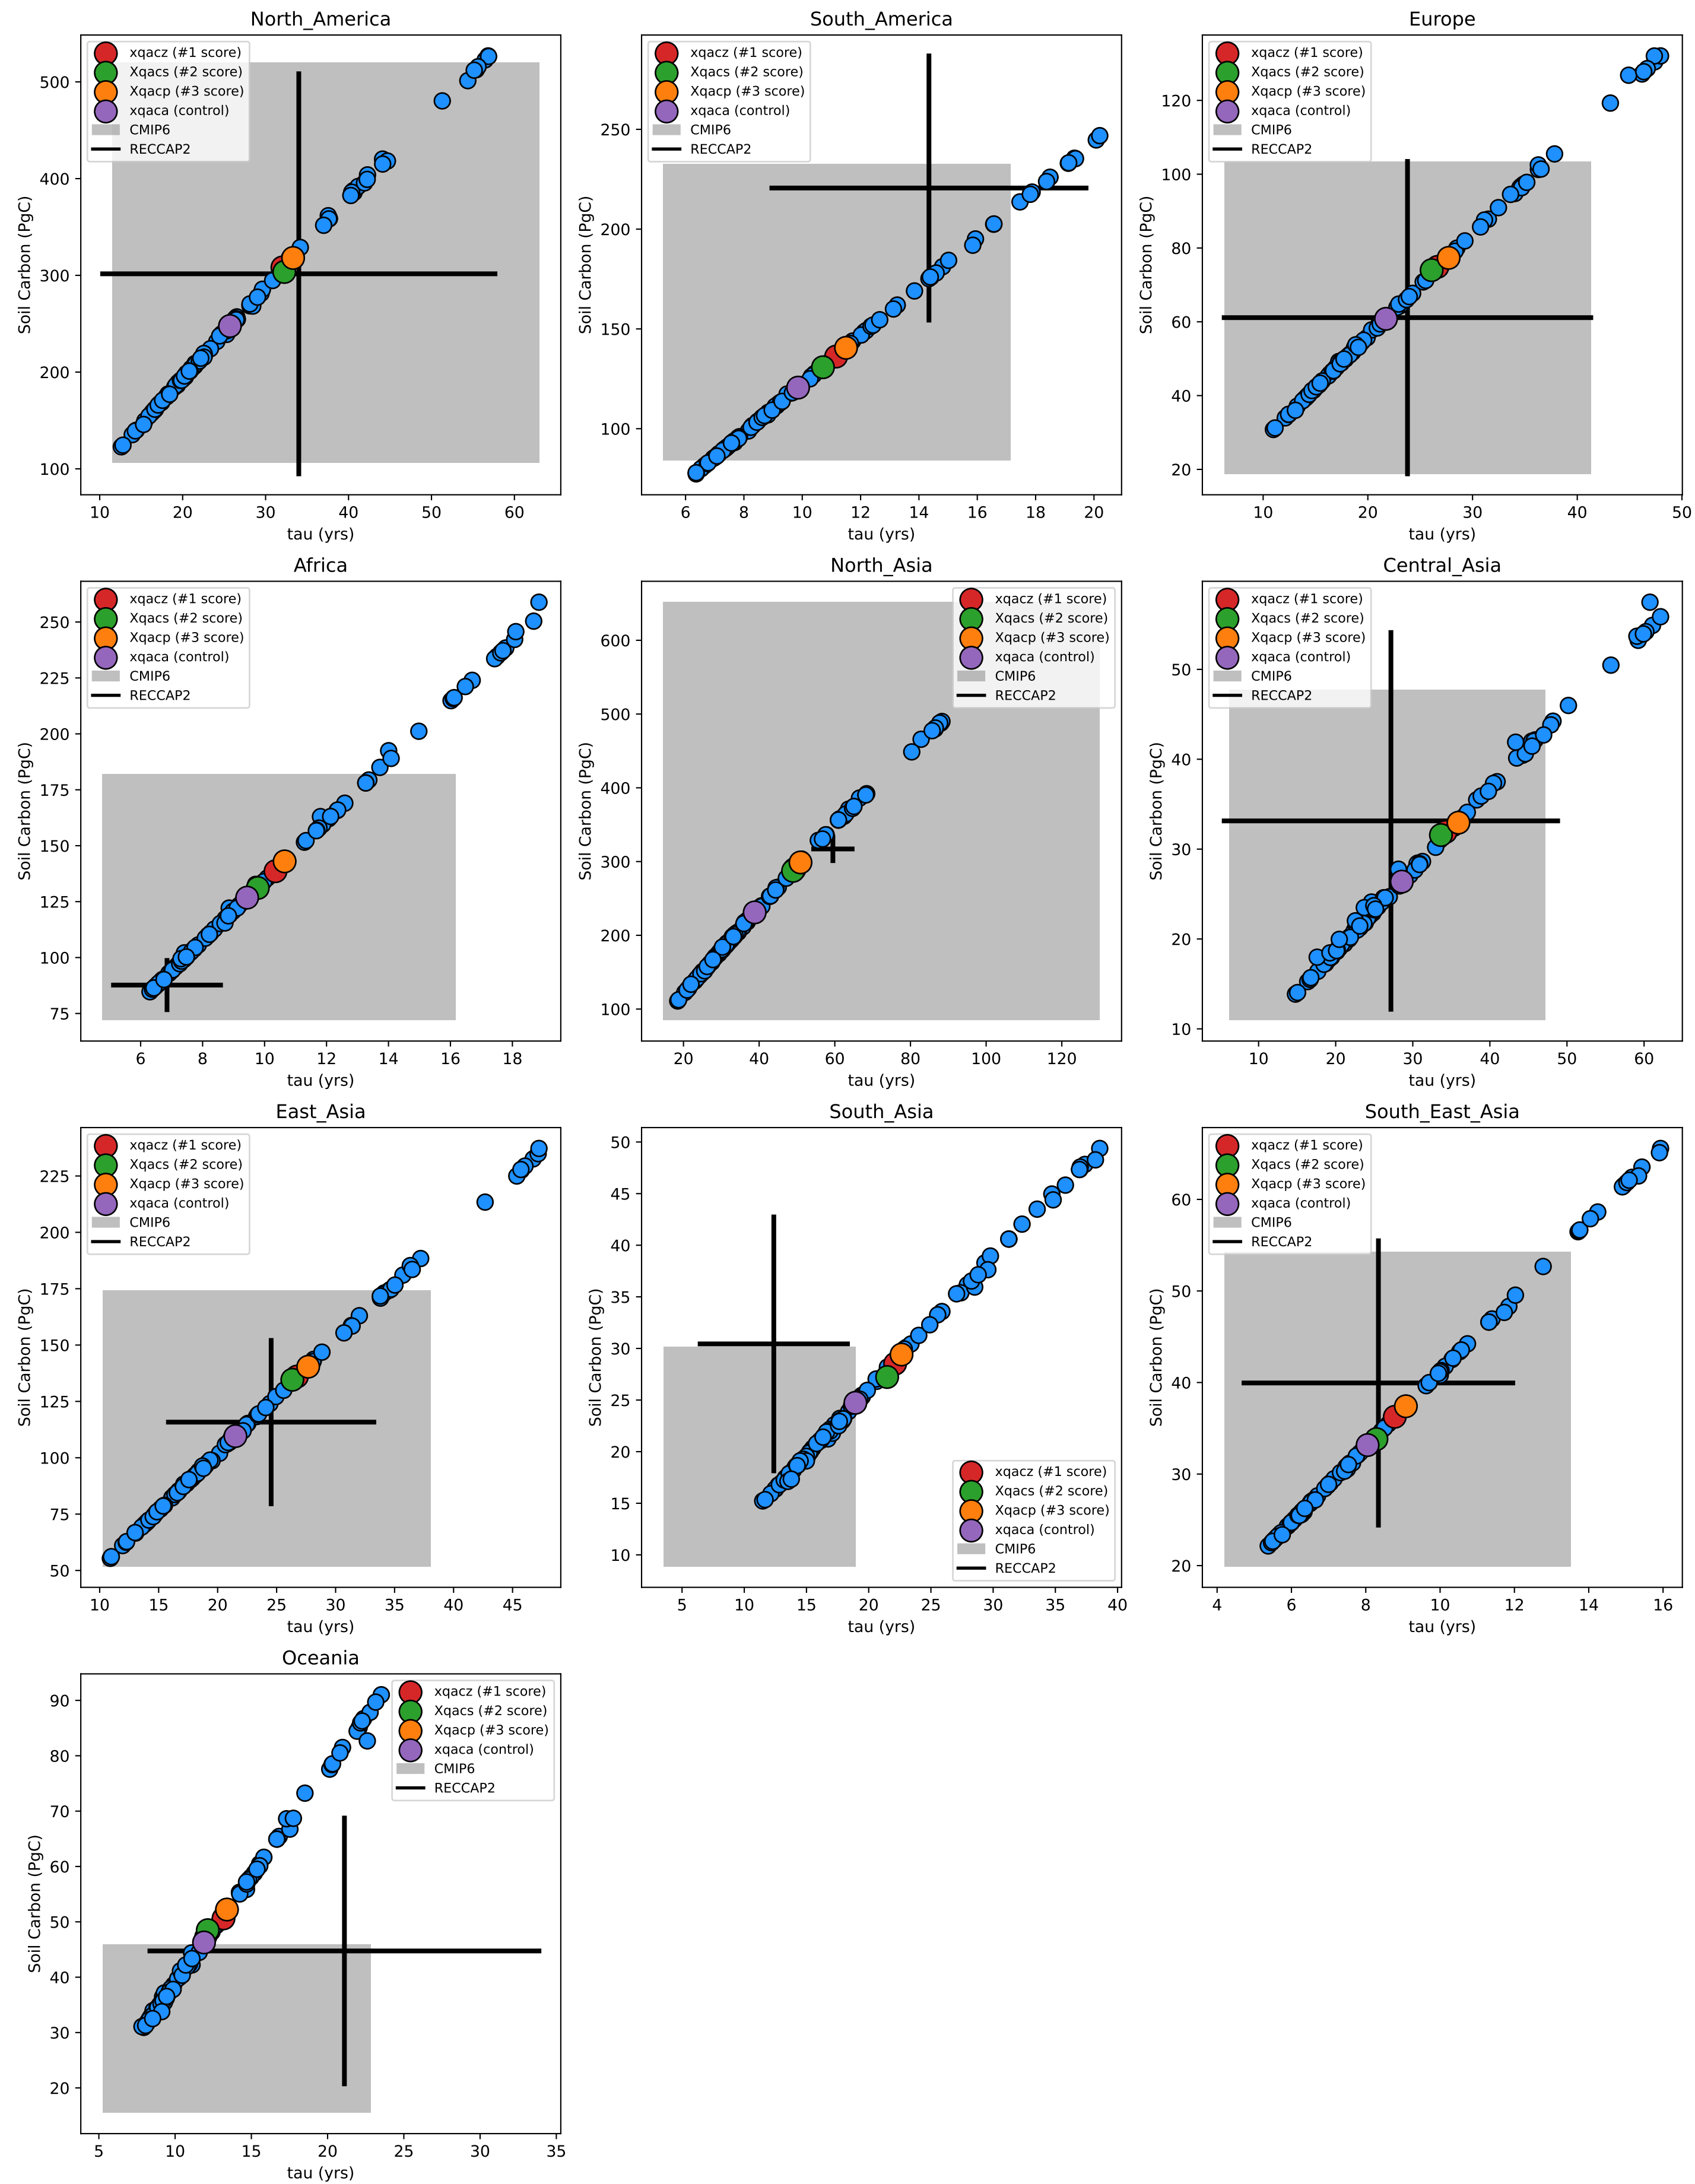 North_America
xqacz (#1 score)
Xqacs (#2 score)
Xqacp (#3 score)
xqaca (control)
CMIP6
RECCAP2
Soil Carbon (PgC)
500
400
300
200
100
10 20 30 40 50 60
tau (yrs)
South_America
xqacz (#1 score)
Xqacs (#2 score)
Xqacp (#3 score)
xqaca (control)
CMIP6
RECCAP2
Soil Carbon (PgC)
250
200
150
100
6 8 10 12 14 16 18 20
tau (yrs)
Europe
xqacz (#1 score)
Xqacs (#2 score)
Xqacp (#3 score)
xqaca (control)
CMIP6
RECCAP2
Soil Carbon (PgC)
120
100
80
60
40
20
10 20 30 40 50
tau (yrs)
Africa
xqacz (#1 score)
Xqacs (#2 score)
Xqacp (#3 score)
xqaca (control)
CMIP6
RECCAP2
Soil Carbon (PgC)
250
225
200
175
150
125
100
75
6 8 10 12 14 16 18
tau (yrs)
North_Asia
xqacz (#1 score)
Xqacs (#2 score)
Xqacp (#3 score)
xqaca (control)
CMIP6
RECCAP2
Soil Carbon (PgC)
600
500
400
300
200
100
20 40 60 80 100 120
tau (yrs)
Central_Asia
xqacz (#1 score)
Xqacs (#2 score)
Xqacp (#3 score)
xqaca (control)
CMIP6
RECCAP2
Soil Carbon (PgC)
50
40
30
20
10
10 20 30 40 50 60
tau (yrs)
East_Asia
xqacz (#1 score)
Xqacs (#2 score)
Xqacp (#3 score)
xqaca (control)
CMIP6
RECCAP2
Soil Carbon (PgC)
225
200
175
150
125
100
75
50
10 15 20 25 30 35 40 45
tau (yrs)
South_Asia
Soil Carbon (PgC)
50
45
40
35
30
25
20
15
10
xqacz (#1 score)
Xqacs (#2 score)
Xqacp (#3 score)
xqaca (control)
CMIP6
RECCAP2
5 10 15 20 25 30 35 40
tau (yrs)
South_East_Asia
xqacz (#1 score)
Xqacs (#2 score)
Xqacp (#3 score)
xqaca (control)
CMIP6
RECCAP2
Soil Carbon (PgC)
60
50
40
30
20
4 6 8 10 12 14 16
tau (yrs)
Oceania
xqacz (#1 score)
Xqacs (#2 score)
Xqacp (#3 score)
xqaca (control)
CMIP6
RECCAP2
Soil Carbon (PgC)
90
80
70
60
50
40
30
20
5 10 15 20 25 30 35
tau (yrs)